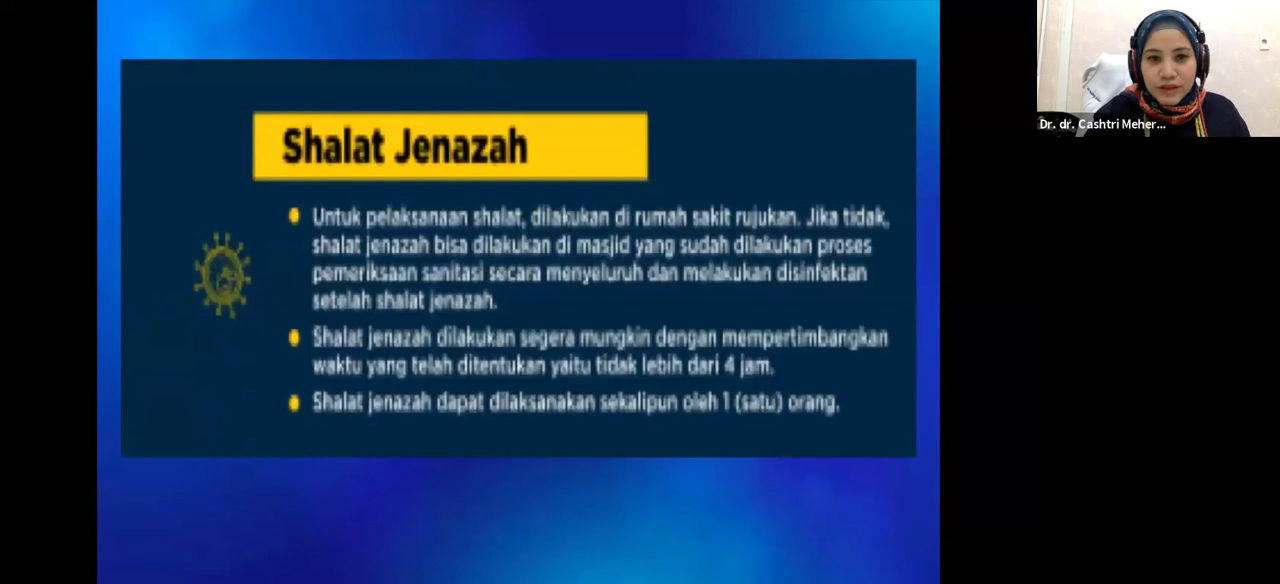 Shalat Jenazah
Untuk pelaksanaan shalat, dilakukan di rumah sakit rujukan. Jika tidak,
shalat jenazah bisa dilakukan di masjid yang sudah dilakukan proses
pemeriksaan sanitasi secara menyeluruh dan melakukan disinfektan
setelah shalat jenazah.
Shalat jenazah dilakukan segera mungkin dengan mempertimbangkan
waktu yang telah ditentukan yaitu tidak lebih dari 4 jam.
Shalat jenazah dapat dilaksanakan sekalipun oleh 1 (satu) orang.
Dr. dr. Cashtri Meher...